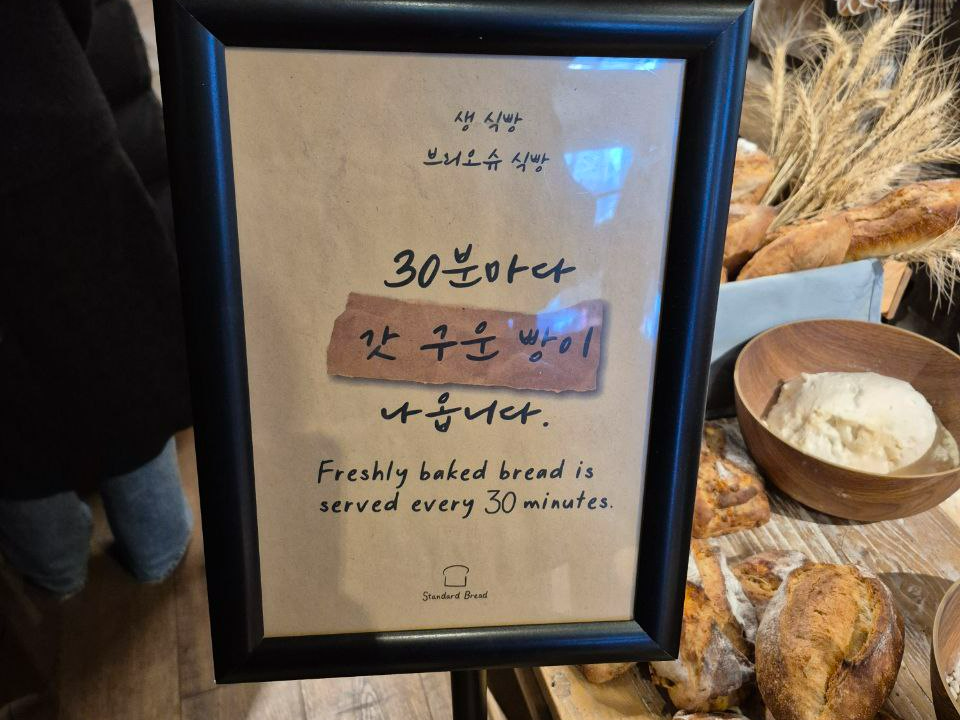 생 식빵
브리오슈 식빵
30분마다
갓 구운 빵이
나옵니다.
Freshly baked bread is
served every 30 minutes.
Standard Bread